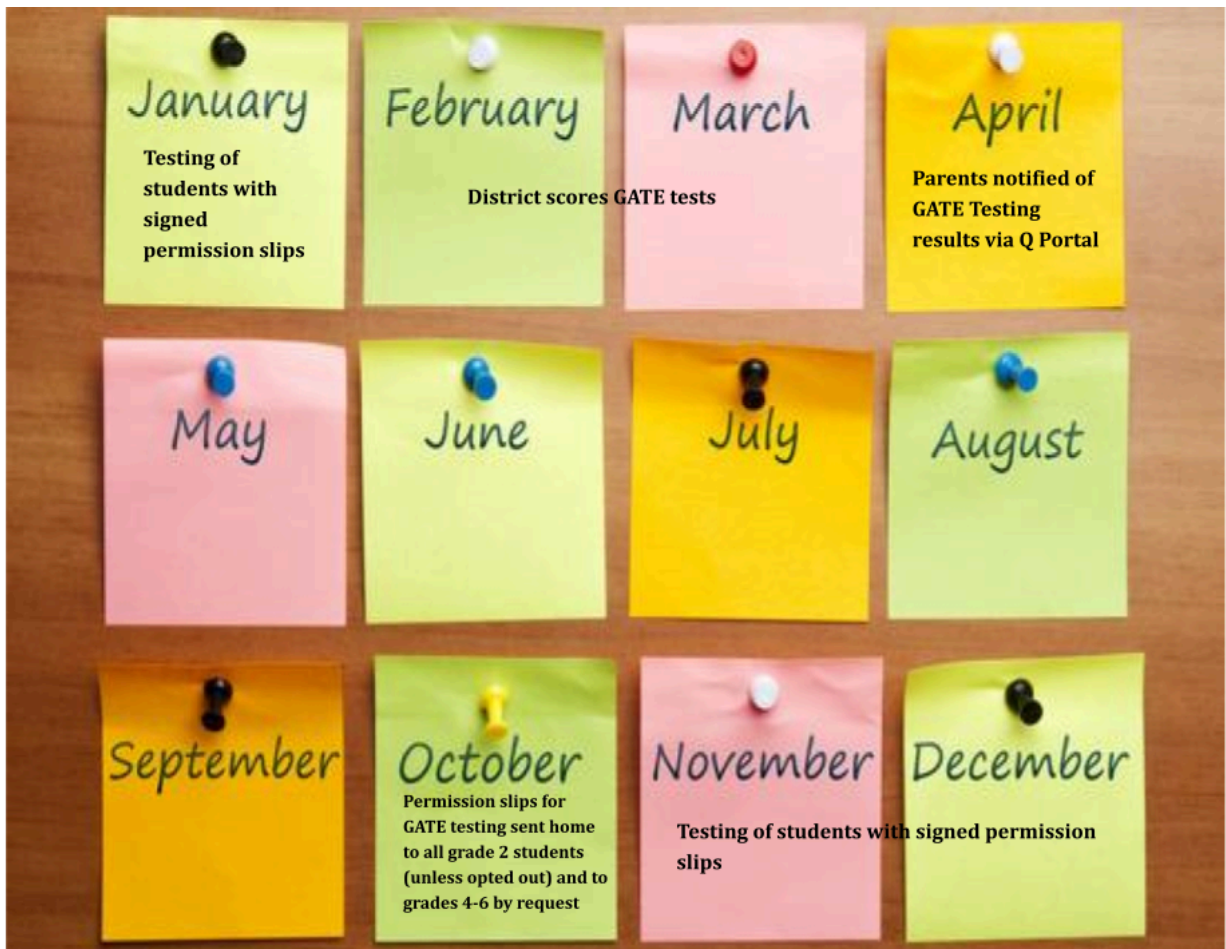 January
Testing of
students with
signed
permission slips
February
March
District scores GATE tests
April
Parents notified of
GATE Testing
results via Q Portal
May
June
July
August
September
October
Permission slips for
GATE testing sent home
to all grade 2 students
(unless opted out) and to
grades 4-6 by request
November
December
Testing of students with signed permission
slips